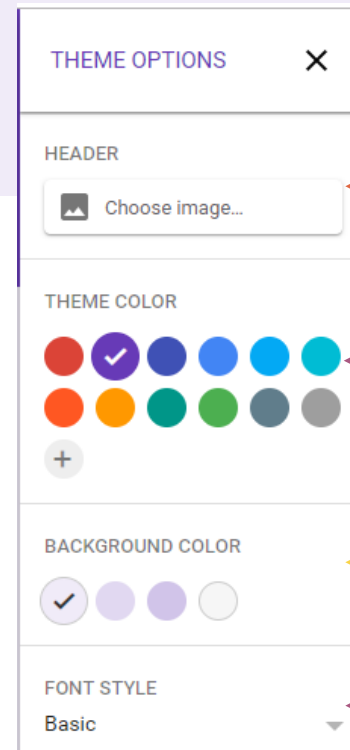 THEME OPTIONS
HEADER
Choose image...
THEME COLOR
BACKGROUND COLOR
FONT STYLE
Basic